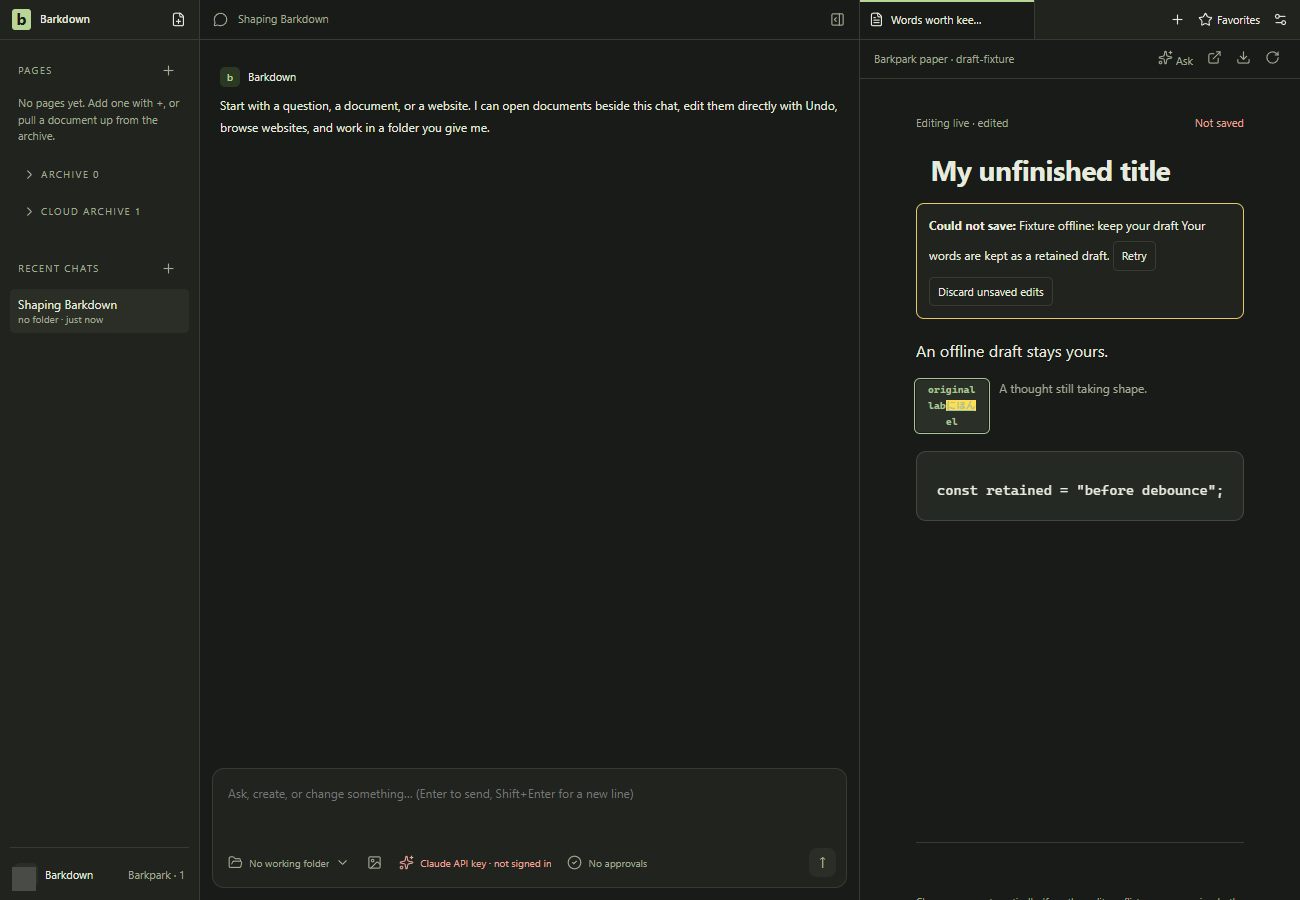 b Barkdown
PAGES
No pages yet. Add one with +, or
pull a document up from the
archive.
ARCHIVE 0
CLOUD ARCHIVE 1
RECENT CHATS
Shaping Barkdown
no folder · just now
Barkdown
Barkpark · 1
Shaping Barkdown
b Barkdown
Start with a question, a document, or a website. I can open documents beside this chat, edit them directly with Undo,
browse websites, and work in a folder you give me.
Ask, create, or change something... (Enter to send, Shift+Enter for a new line)
No working folder
Claude API key · not signed in
No approvals
Words worth kee...
Favorites
Barkpark paper · draft-fixture
Ask
Editing live · edited
Not saved
My unfinished title
Could not save: Fixture offline: keep your draft Your
words are kept as a retained draft. Retry
Discard unsaved edits
An offline draft stays yours.
original
labにほん
el
A thought still taking shape.
const retained = "before debounce";